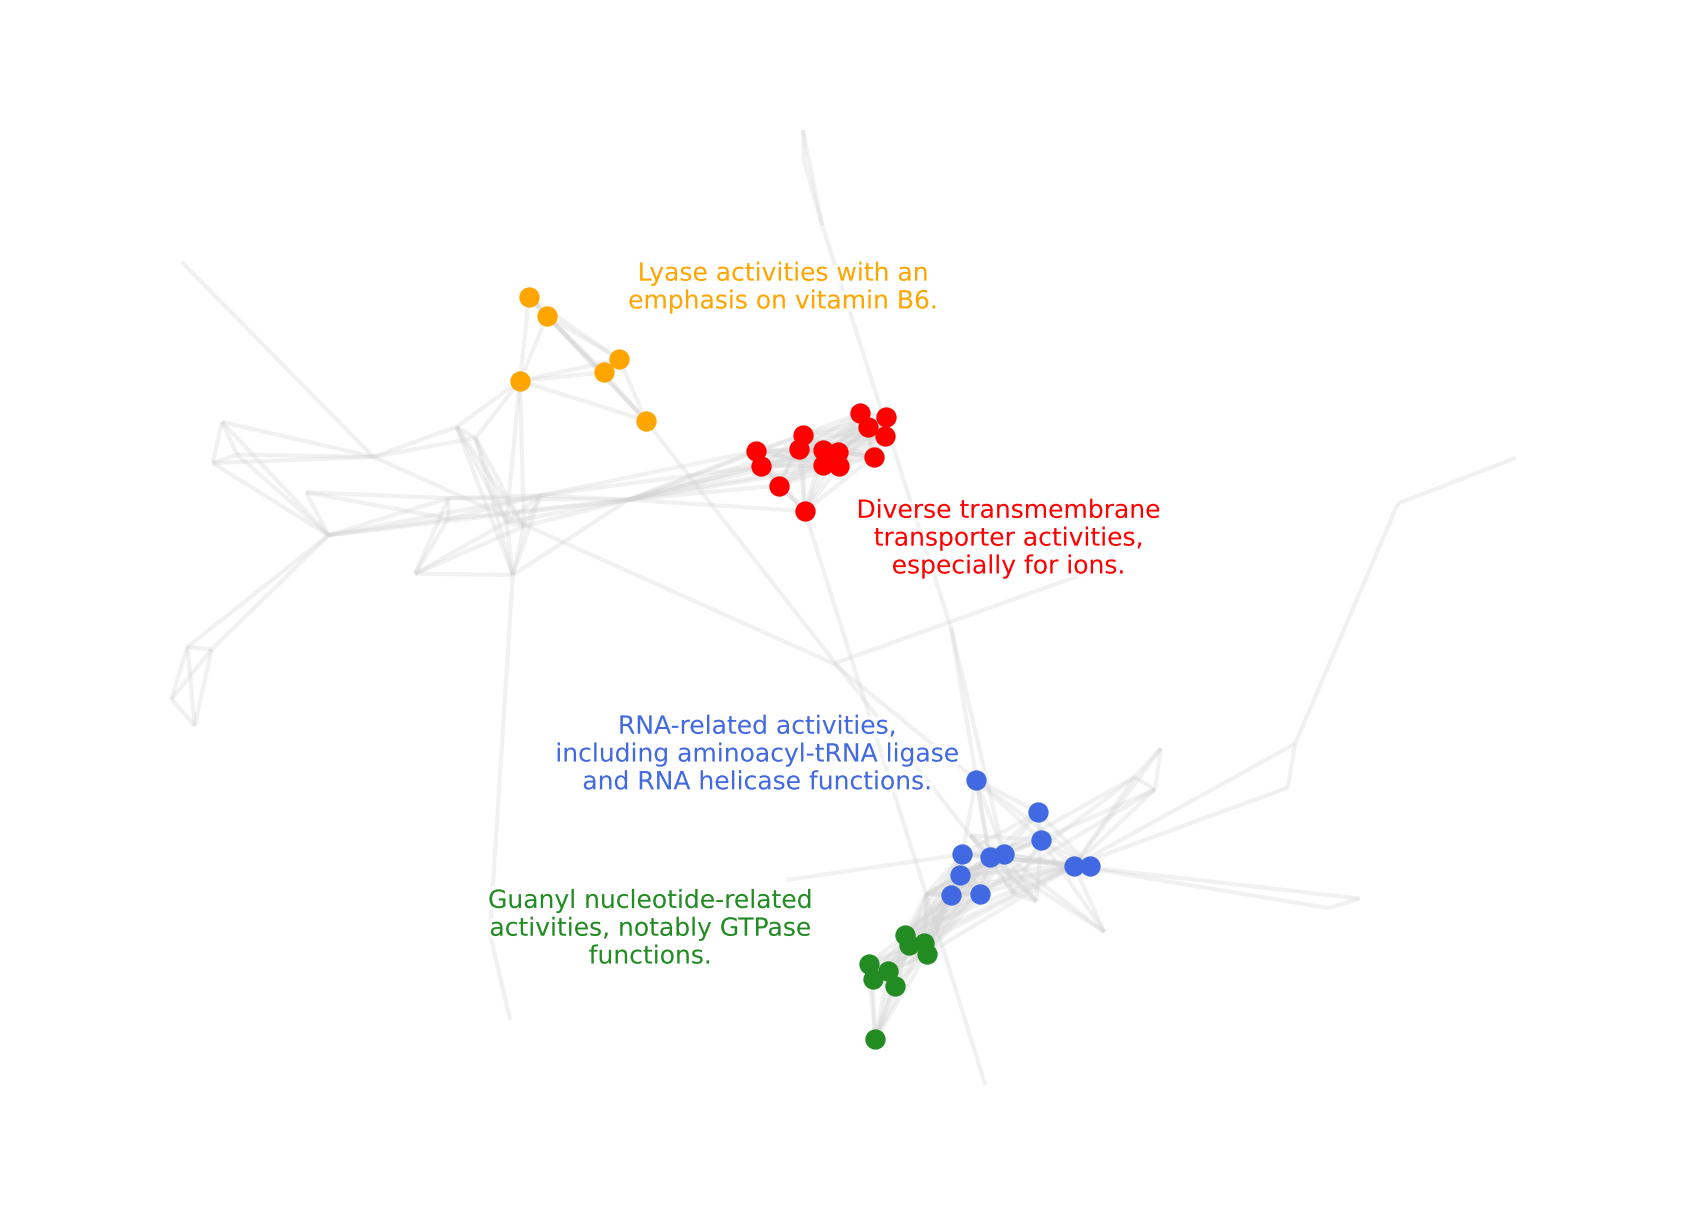 Lyase activities with an
emphasis on vitamin B6.
Diverse transmembrane
transporter activities,
especially for ions.
RNA-related activities,
including aminoacyl-tRNA ligase
and RNA helicase functions.
Guanyl nucleotide-related
activities, notably GTPase
functions.